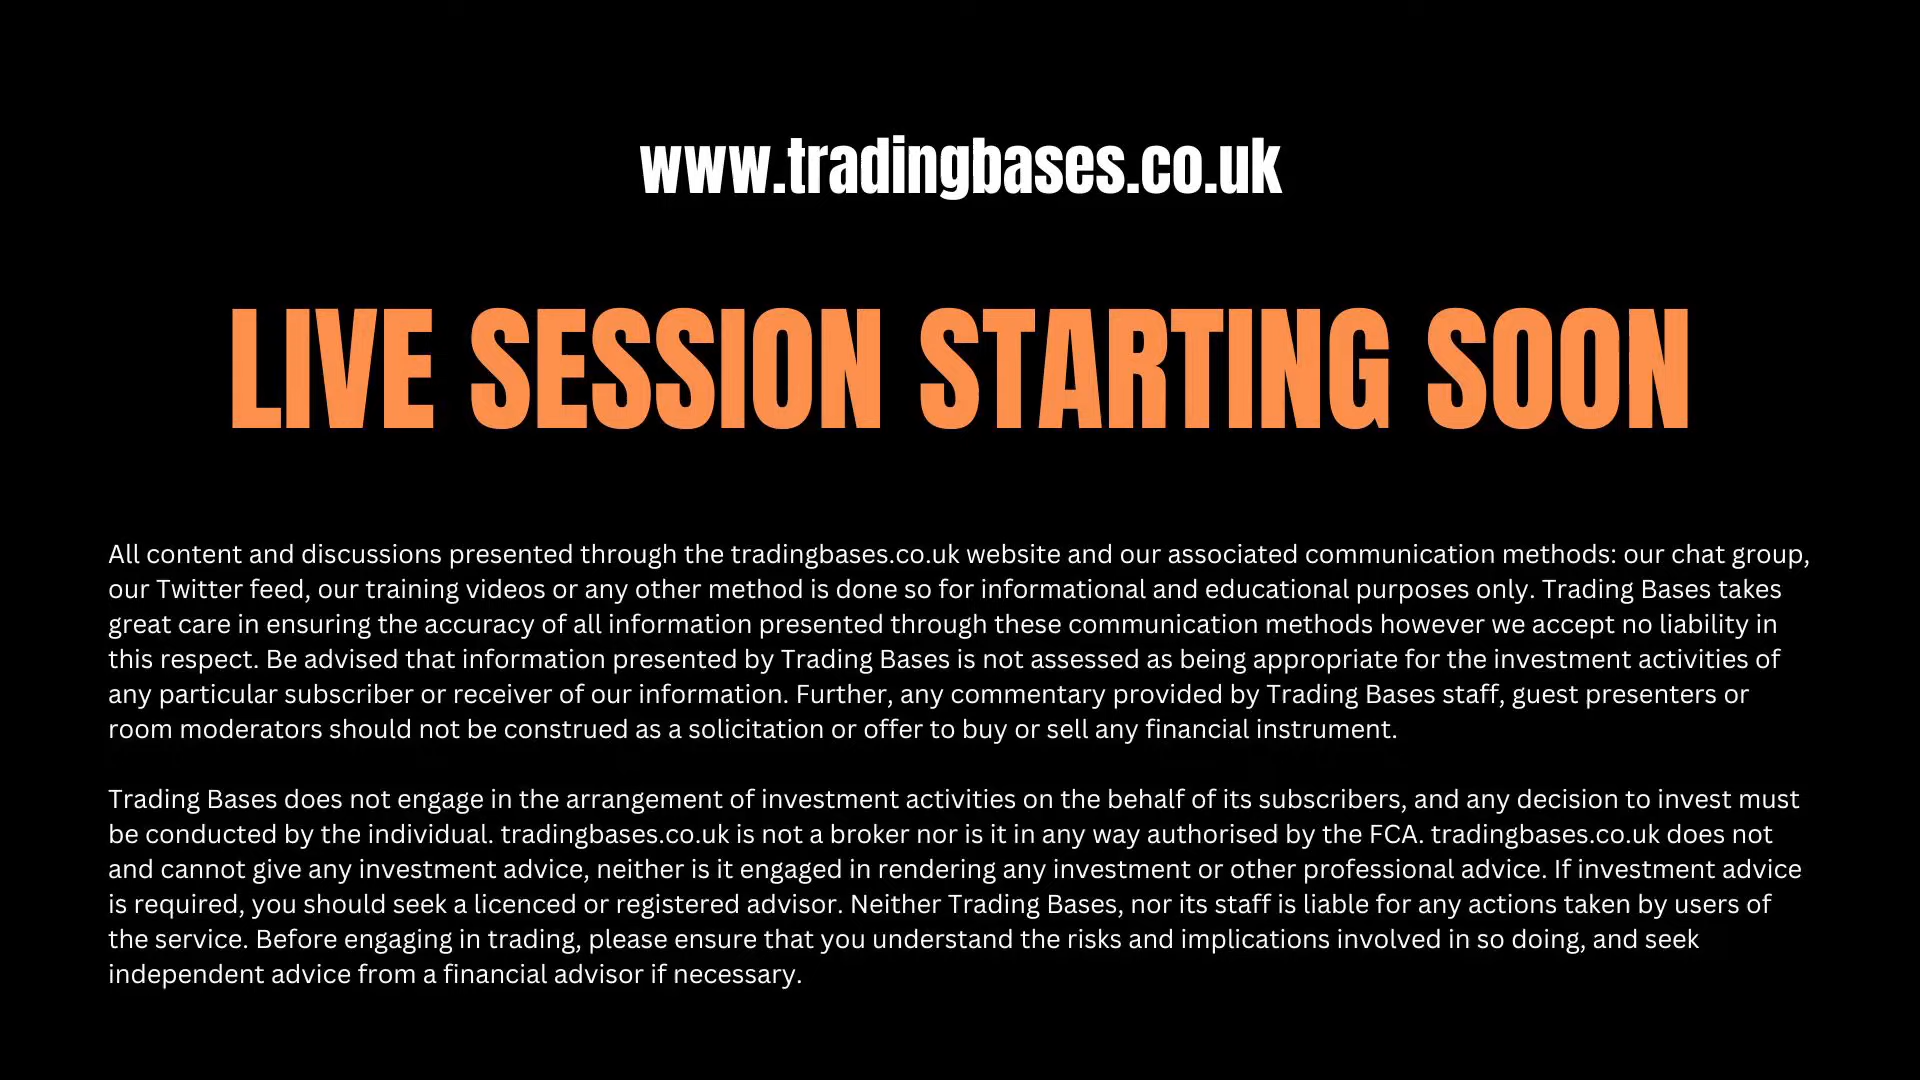 www.tradingbases.co.uk
LIVE SESSION STARTING SOON
All content and discussions presented through the tradingbases.co.uk website and our associated communication methods: our chat group,
our Twitter feed, our training videos or any other method is done so for informational and educational purposes only. Trading Bases takes
great care in ensuring the accuracy of all information presented through these communication methods however we accept no liability in
this respect. Be advised that information presented by Trading Bases is not assessed as being appropriate for the investment activities of
any particular subscriber or receiver of our information. Further, any commentary provided by Trading Bases staff, guest presenters or
room moderators should not be construed as a solicitation or offer to buy or sell any financial instrument.
Trading Bases does not engage in the arrangement of investment activities on the behalf of its subscribers, and any decision to invest must
be conducted by the individual. tradingbases.co.uk is not a broker nor is it in any way authorised by the FCA. tradingbases.co.uk does not
and cannot give any investment advice, neither is it engaged in rendering any investment or other professional advice. If investment advice
is required, you should seek a licenced or registered advisor. Neither Trading Bases, nor its staff is liable for any actions taken by users of
the service. Before engaging in trading, please ensure that you understand the risks and implications involved in so doing, and seek
independent advice from a financial advisor if necessary.